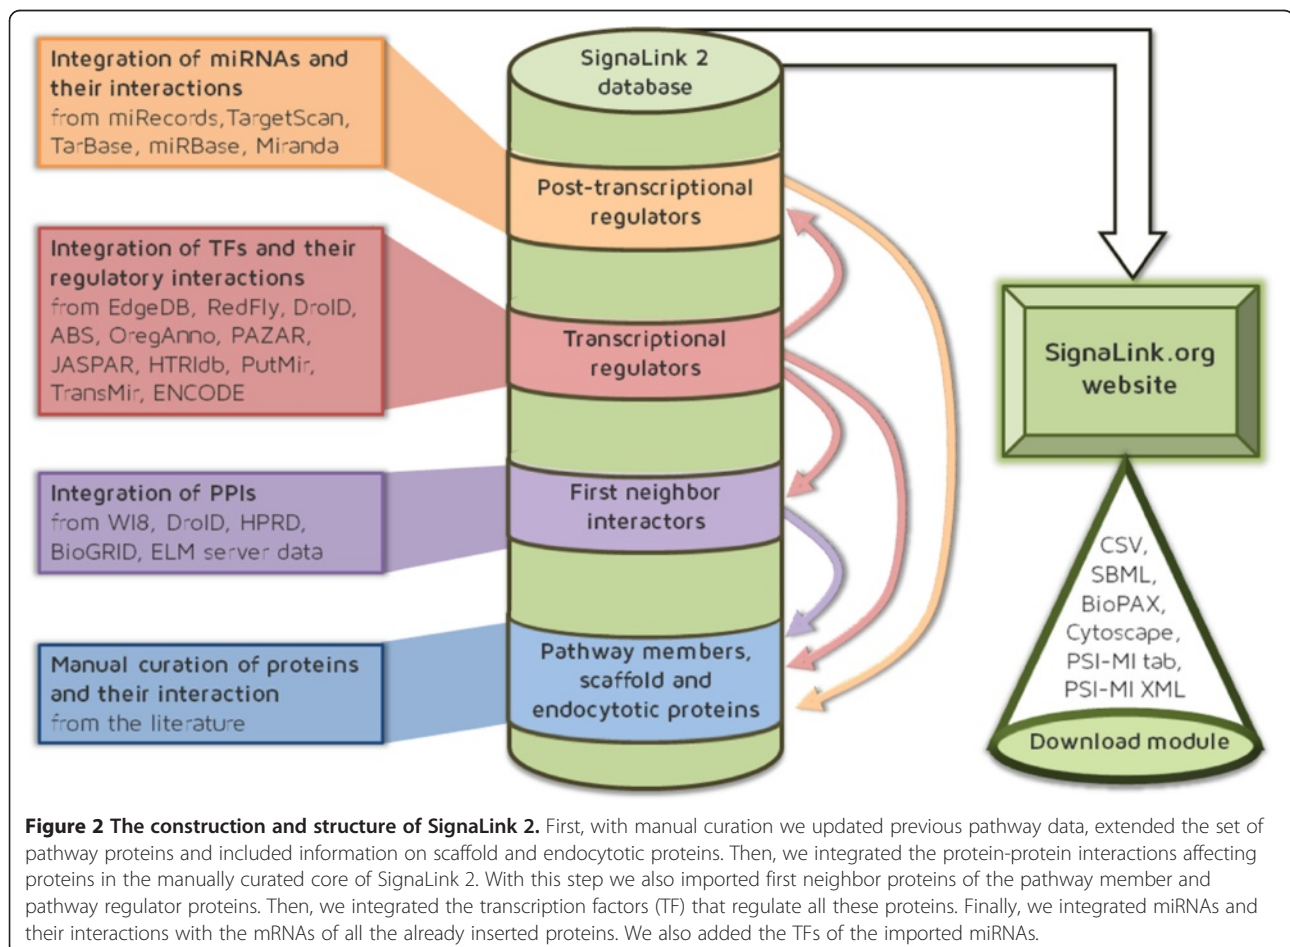 Integration of miRNAs and
their interactions
from miRecords,TargetScan,
TarBase, miRBase, Miranda
Integration of TFs and their
regulatory interactions
from EdgeDB, RedFly, DroID,
ABS, OregAnno, PAZAR,
JASPAR, HTRIdb, PutMir,
TransMir, ENCODE
Integration of PPIs
from WI8, DroID, HPRD,
BioGRID, ELM server data
Manual curation of proteins
and their interaction
from the literature
SignaLink 2
database
Post-transcriptional
regulators
Transcriptional
regulators
First neighbor
interactors
Pathway members,
scaffold and
endocytotic proteins
SignaLink.org
website
CSV,
SBML,
BioPAX,
Cytoscape,
PSI-MI tab,
PSI-MI XML
Download module
Figure 2 The construction and structure of SignaLink 2. First, with manual curation we updated previous pathway data, extended the set of
pathway proteins and included information on scaffold and endocytotic proteins. Then, we integrated the protein-protein interactions affecting
proteins in the manually curated core of SignaLink 2. With this step we also imported first neighbor proteins of the pathway member and
pathway regulator proteins. Then, we integrated the transcription factors (TF) that regulate all these proteins. Finally, we integrated miRNAs and
their interactions with the mRNAs of all the already inserted proteins. We also added the TFs of the imported miRNAs.